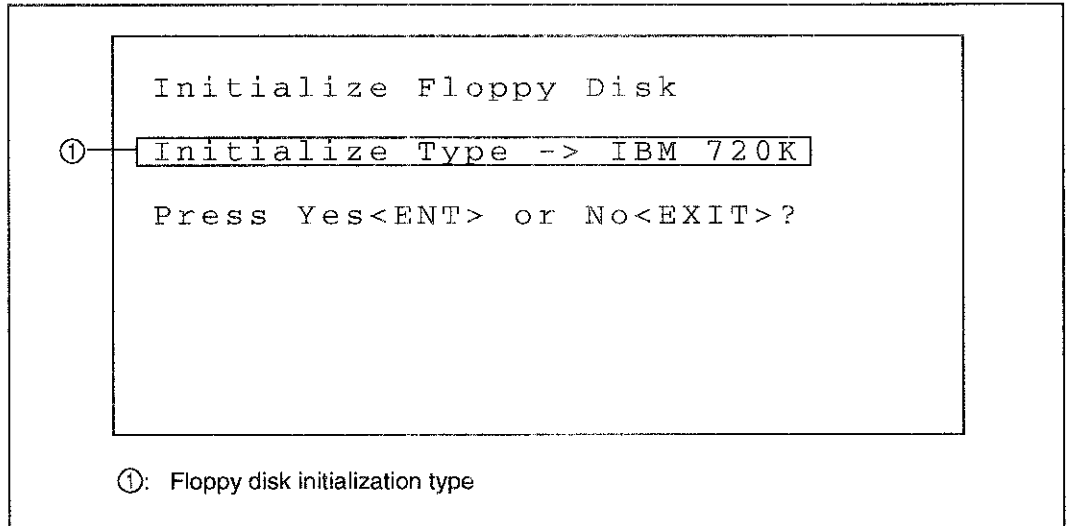 Initialize Floppy Disk
① Initialize Type -> IBM 720K
Press Yes<ENT> or No<EXIT>?
①: Floppy disk initialization type